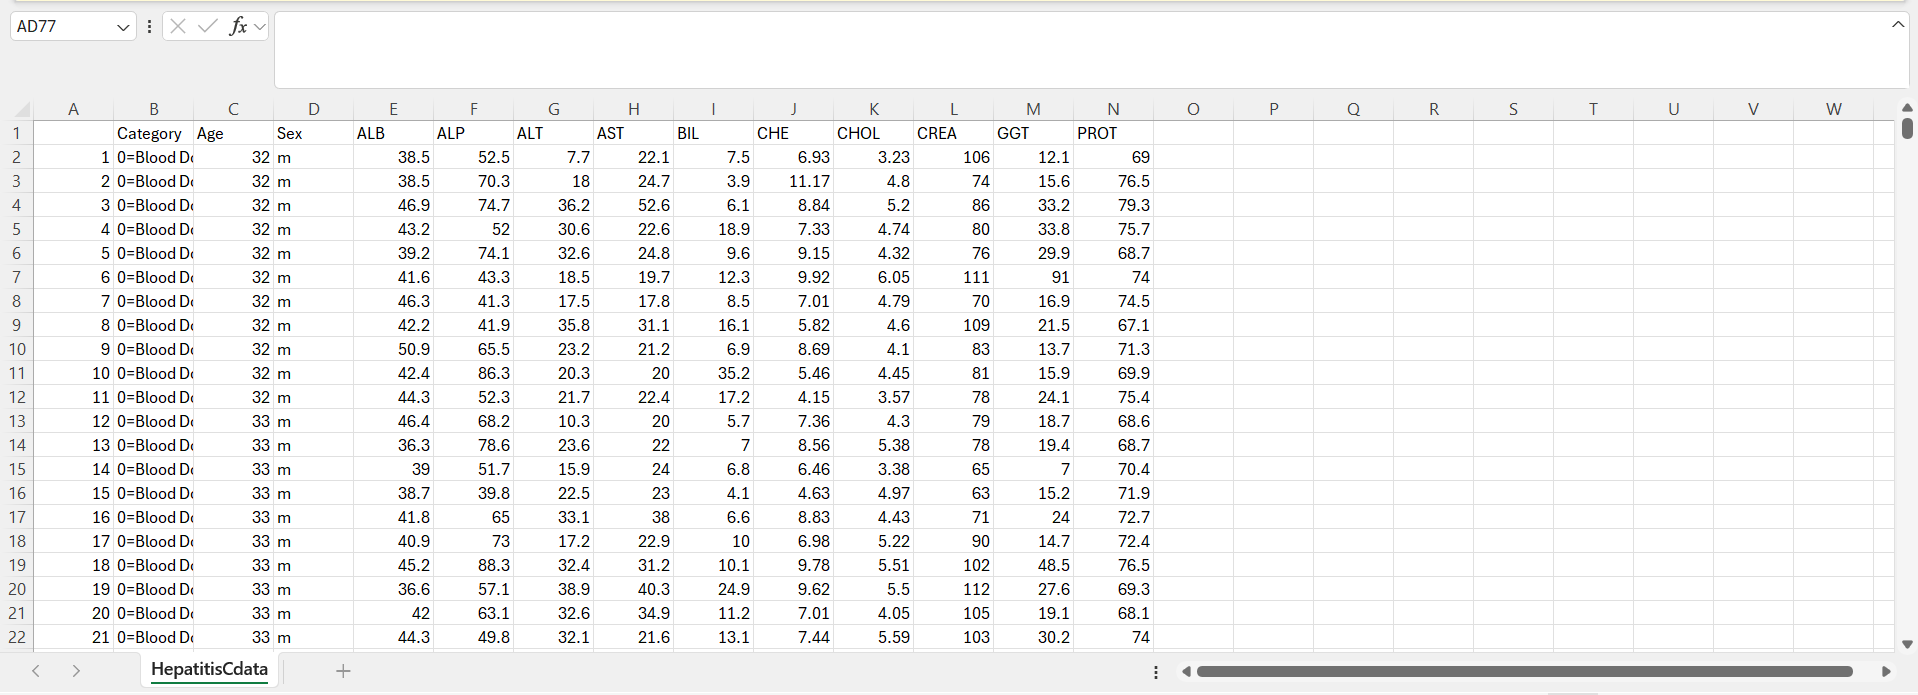 AD77 fx
A B C D E F G H I J K L M N O P Q R S T U V W
1 Category Age Sex ALB ALP ALT AST BIL CHE CHOL CREA GGT PROT
2 1 0=Blood Do 32 m 38.5 52.5 7.7 22.1 7.5 6.93 3.23 106 12.1 69
3 2 0=Blood Do 32 m 38.5 70.3 18 24.7 3.9 11.17 4.8 74 15.6 76.5
4 3 0=Blood Do 32 m 46.9 74.7 36.2 52.6 6.1 8.84 5.2 86 33.2 79.3
5 4 0=Blood Do 32 m 43.2 52 30.6 22.6 18.9 7.33 4.74 80 33.8 75.7
6 5 0=Blood Do 32 m 39.2 74.1 32.6 24.8 9.6 9.15 4.32 76 29.9 68.7
7 6 0=Blood Do 32 m 41.6 43.3 18.5 19.7 12.3 9.92 6.05 111 91 74
8 7 0=Blood Do 32 m 46.3 41.3 17.5 17.8 8.5 7.01 4.79 70 16.9 74.5
9 8 0=Blood Do 32 m 42.2 41.9 35.8 31.1 16.1 5.82 4.6 109 21.5 67.1
10 9 0=Blood Do 32 m 50.9 65.5 23.2 21.2 6.9 8.69 4.1 83 13.7 71.3
11 10 0=Blood Do 32 m 42.4 86.3 20.3 20 35.2 5.46 4.45 81 15.9 69.9
12 11 0=Blood Do 32 m 44.3 52.3 21.7 22.4 17.2 4.15 3.57 78 24.1 75.4
13 12 0=Blood Do 33 m 46.4 68.2 10.3 20 5.7 7.36 4.3 79 18.7 68.6
14 13 0=Blood Do 33 m 36.3 78.6 23.6 22 7 8.56 5.38 78 19.4 68.7
15 14 0=Blood Do 33 m 39 51.7 15.9 24 6.8 6.46 3.38 65 7 70.4
16 15 0=Blood Do 33 m 38.7 39.8 22.5 23 4.1 4.63 4.97 63 15.2 71.9
17 16 0=Blood Do 33 m 41.8 65 33.1 38 6.6 8.83 4.43 71 24 72.7
18 17 0=Blood Do 33 m 40.9 73 17.2 22.9 10 6.98 5.22 90 14.7 72.4
19 18 0=Blood Do 33 m 45.2 88.3 32.4 31.2 10.1 9.78 5.51 102 48.5 76.5
20 19 0=Blood Do 33 m 36.6 57.1 38.9 40.3 24.9 9.62 5.5 112 27.6 69.3
21 20 0=Blood Do 33 m 42 63.1 32.6 34.9 11.2 7.01 4.05 105 19.1 68.1
22 21 0=Blood Do 33 m 44.3 49.8 32.1 21.6 13.1 7.44 5.59 103 30.2 74
HepatitisCdata